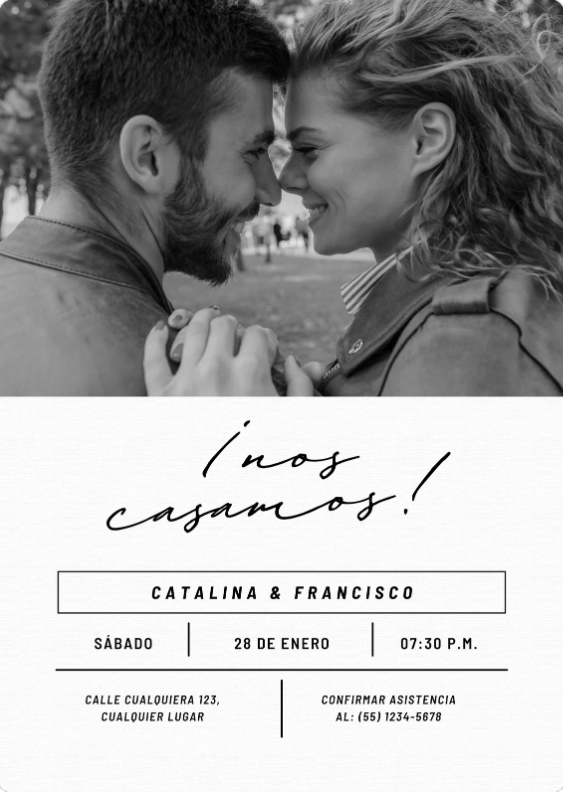 ¡nos
casamos!
CATALINA & FRANCISCO
SÁBADO
28 DE ENERO
07:30 P.M.
CALLE CUALQUIERA 123,
CUALQUIER LUGAR
CONFIRMAR ASISTENCIA
AL: (55) 1234-5678